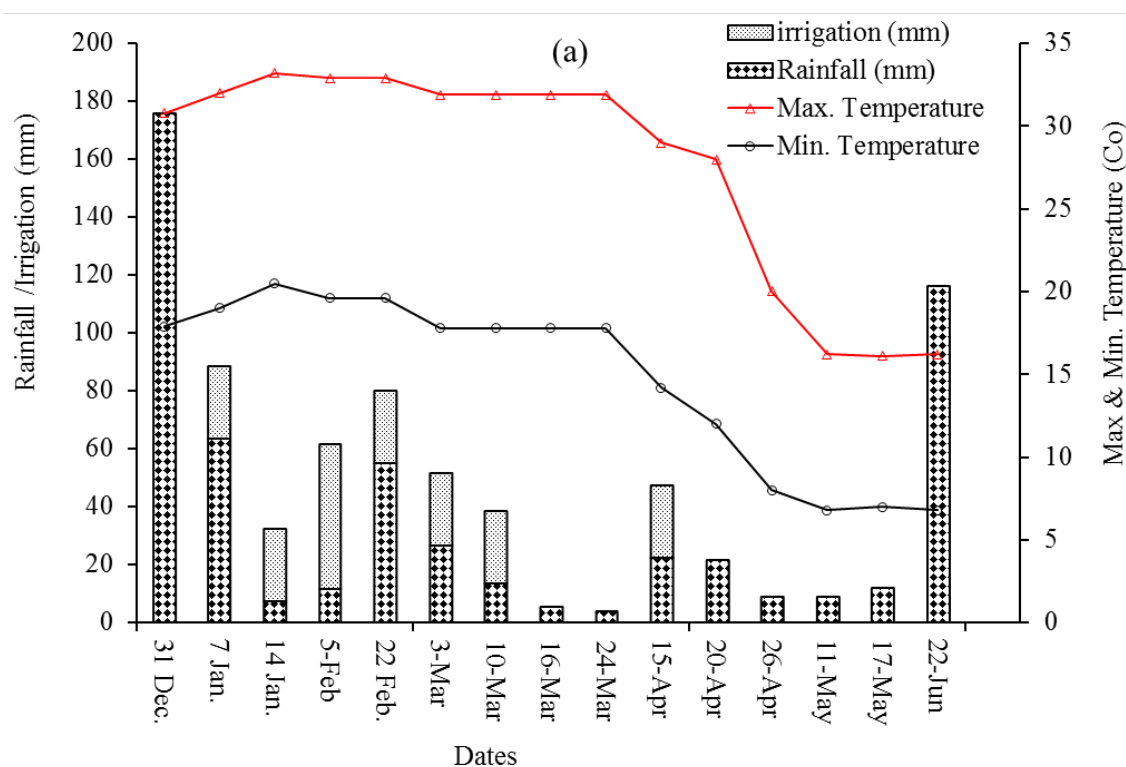 (a)
irrigation (mm)
Rainfall (mm)
Max. Temperature
Min. Temperature
Rainfall /Irrigation (mm)
200
180
160
140
120
100
80
60
40
20
0
35
30
25
20
15
10
5
0
Max & Min. Temperature (Co)
31 Dec.
7 Jan.
14 Jan.
5-Feb
22 Feb.
3-Mar
10-Mar
16-Mar
24-Mar
15-Apr
20-Apr
26-Apr
11-May
17-May
22-Jun
Dates